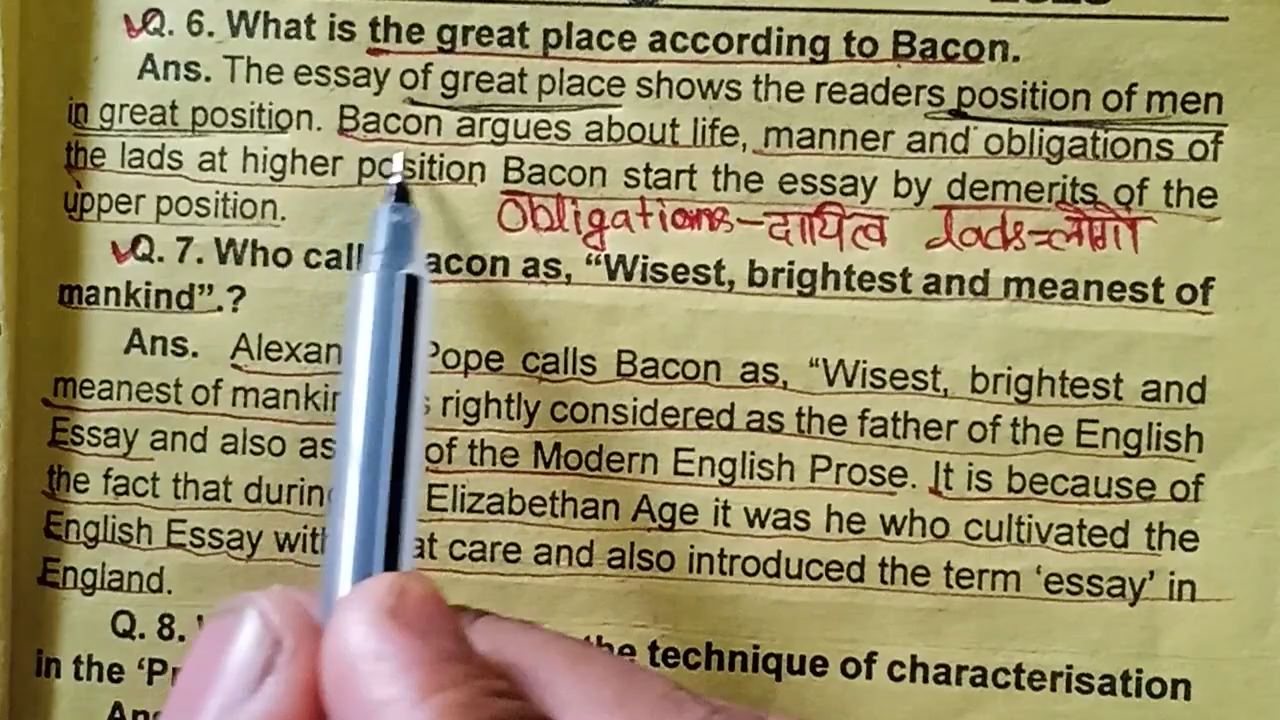 Q. 6. What is the great place according to Bacon.
Ans. The essay of great place shows the readers position of men
in great position. Bacon argues about life, manner and obligations of
the lads at higher position Bacon start the essay by demerits of the
upper position.
Obligations-दायित्व lads=लोगों
Q. 7. Who call acon as, “Wisest, brightest and meanest of
mankind”.?
Ans. Alexan Pope calls Bacon as, “Wisest, brightest and
meanest of mankin rightly considered as the father of the English
Essay and also as of the Modern English Prose. It is because of
the fact that durin Elizabethan Age it was he who cultivated the
English Essay wit at care and also introduced the term ‘essay’ in
England.
Q. 8. the technique of characterisation
in the ‘Pr
An